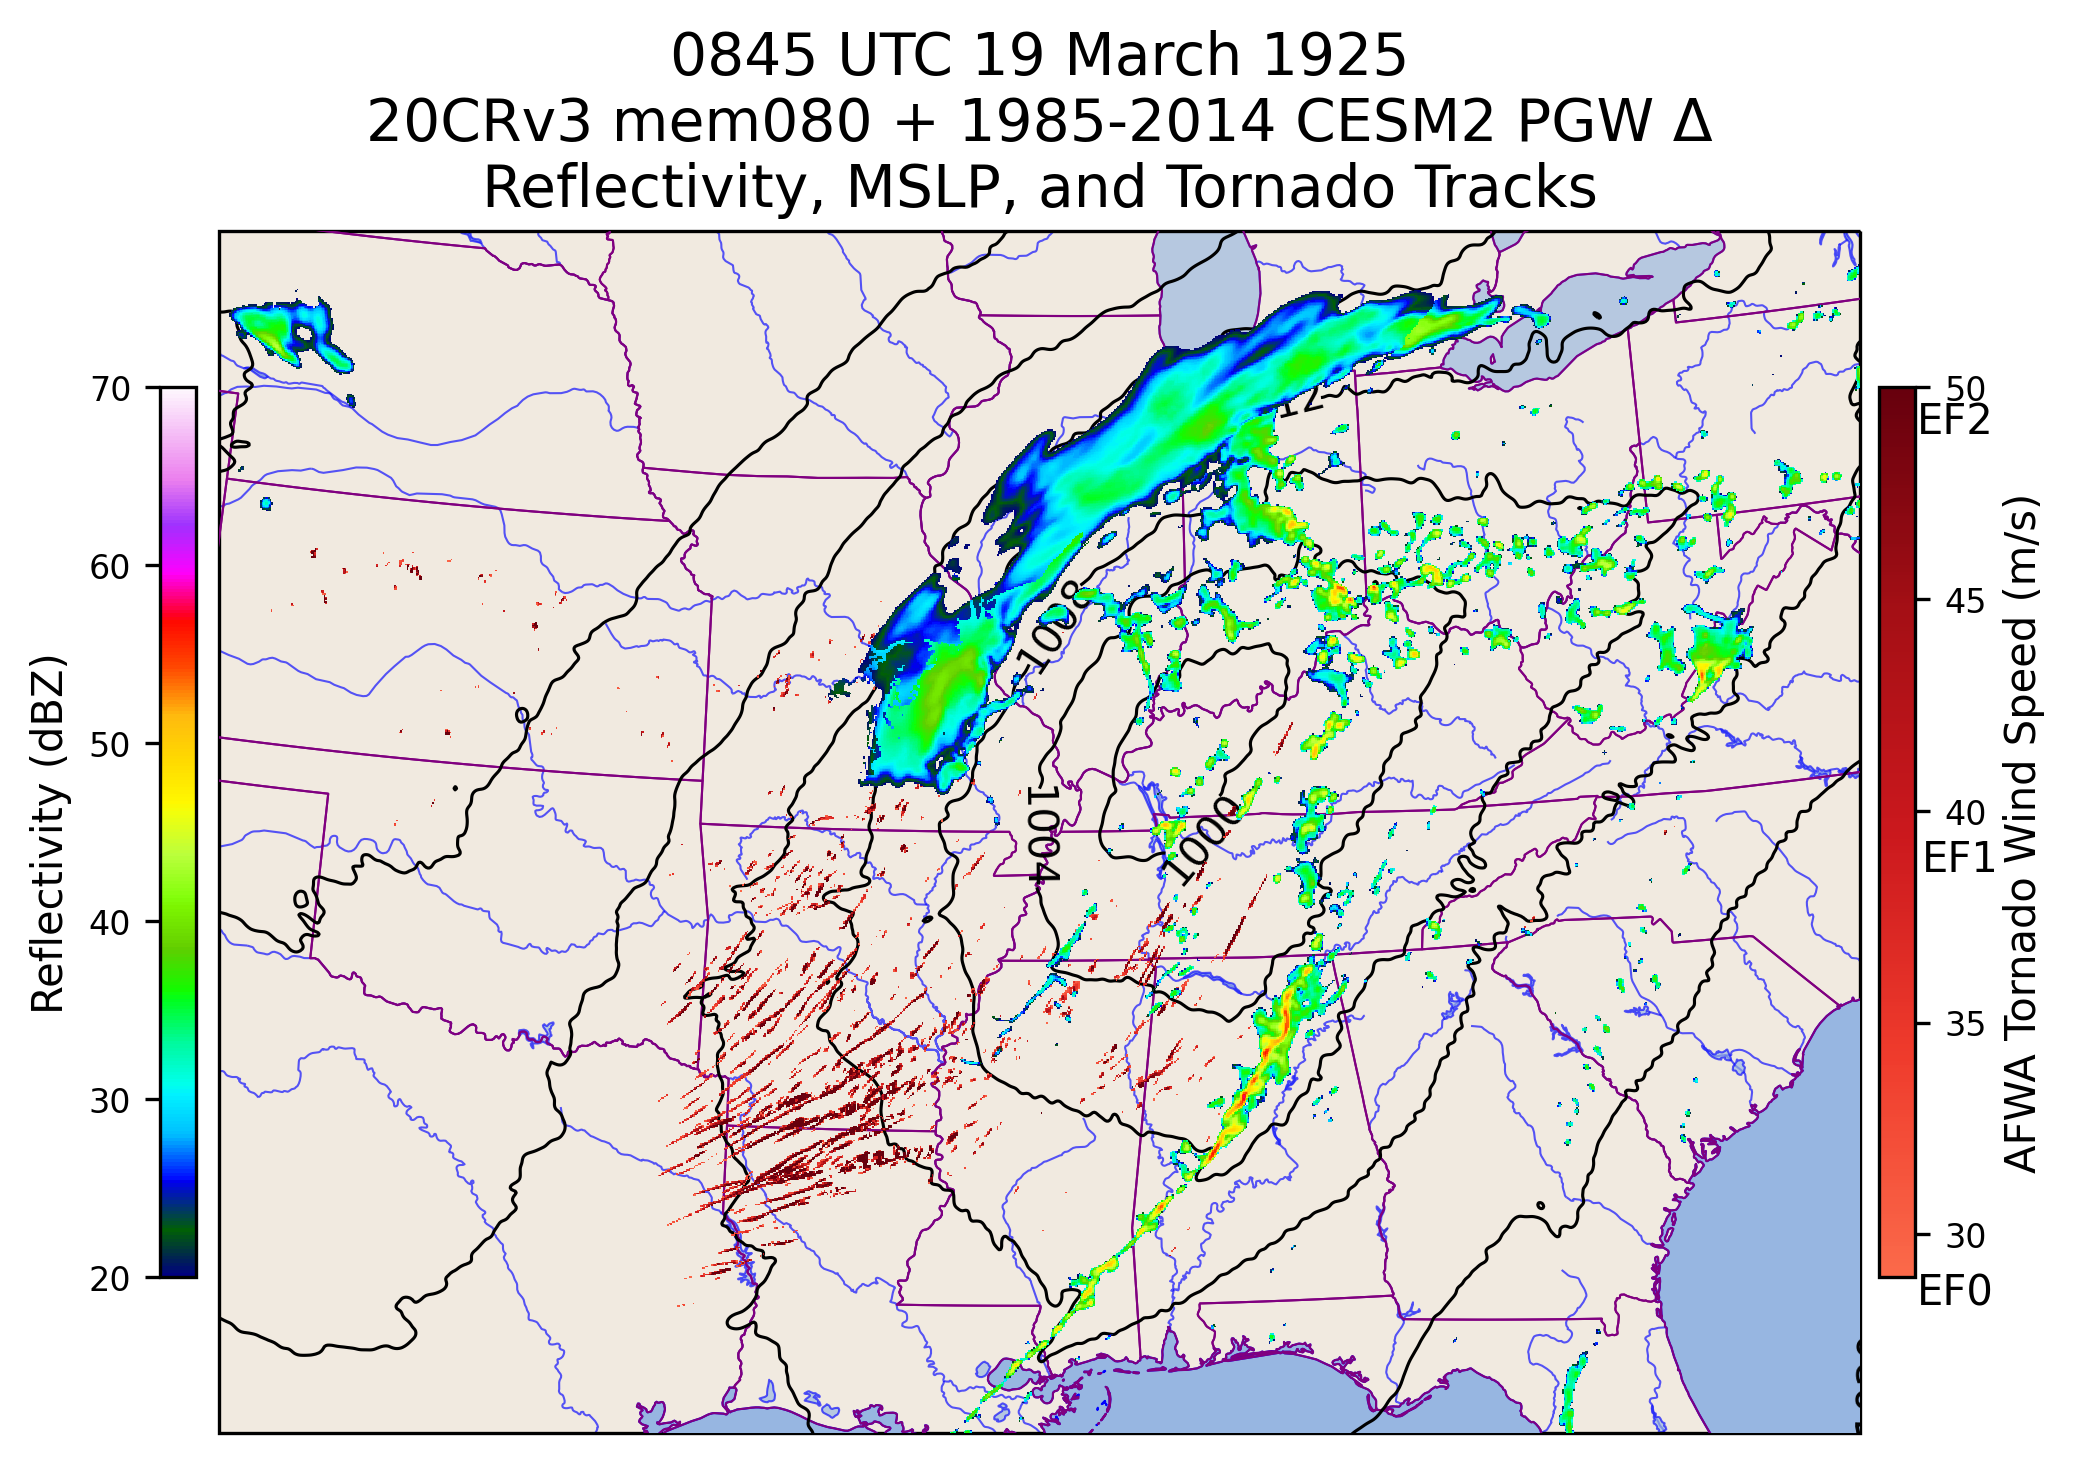 0845 UTC 19 March 1925
20CRv3 mem080 + 1985-2014 CESM2 PGW Δ
Reflectivity, MSLP, and Tornado Tracks
Reflectivity (dBZ)
70
60
50
40
30
20
12
1008
1004
1000
50
EF2
45
40
EF1
35
30
EF0
AFWA Tornado Wind Speed (m/s)